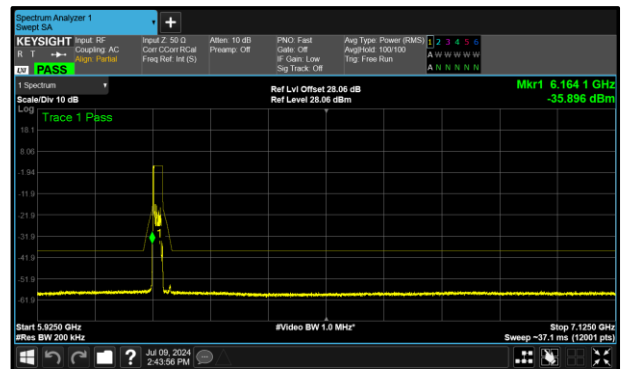 Spectrum Analyzer 1
Swept SA
+
KEYSIGHT
R T
LXI PASS
Input: RF
Coupling: AC
Align: Partial
Input Z: 50 Ω
Corr CCorr RCal
Freq Ref: Int (S)
Atten: 10 dB
Preamp: Off
PNO: Fast
Gate: Off
IF Gain: Low
Sig Track: Off
Avg Type: Power (RMS)
Avg|Hold: 100/100
Trig: Free Run
1 2 3 4 5 6
A W W W W W
A N N N N N
1 Spectrum
Scale/Div 10 dB
Log
Ref Lvl Offset 28.06 dB
Ref Level 28.06 dBm
Mkr1 6.164 1 GHz
-35.896 dBm
Trace 1 Pass
18.1
8.06
-1.94
-11.9
-21.9
-31.9
-41.9
-51.9
-61.9
1
Start 5.9250 GHz
#Res BW 200 kHz
#Video BW 1.0 MHz*
Stop 7.1250 GHz
Sweep ~37.1 ms (12001 pts)
?
Jul 09, 2024
2:43:56 PM